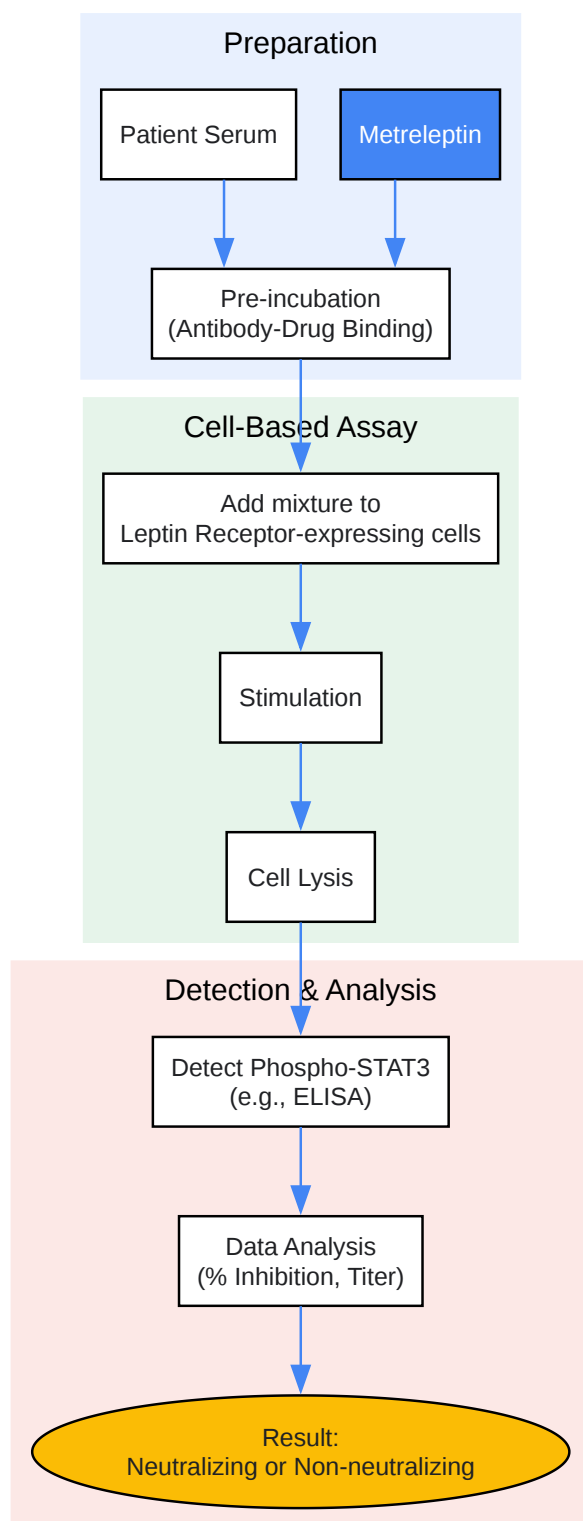 Preparation
Patient Serum
Metreleptin
Pre-incubation
(Antibody-Drug Binding)
Cell-Based Assay
Add mixture to
Leptin Receptor-expressing cells
Stimulation
Cell Lysis
Detection & Analysis
Detect Phospho-STAT3
(e.g., ELISA)
Data Analysis
(% Inhibition, Titer)
Result:
Neutralizing or Non-neutralizing